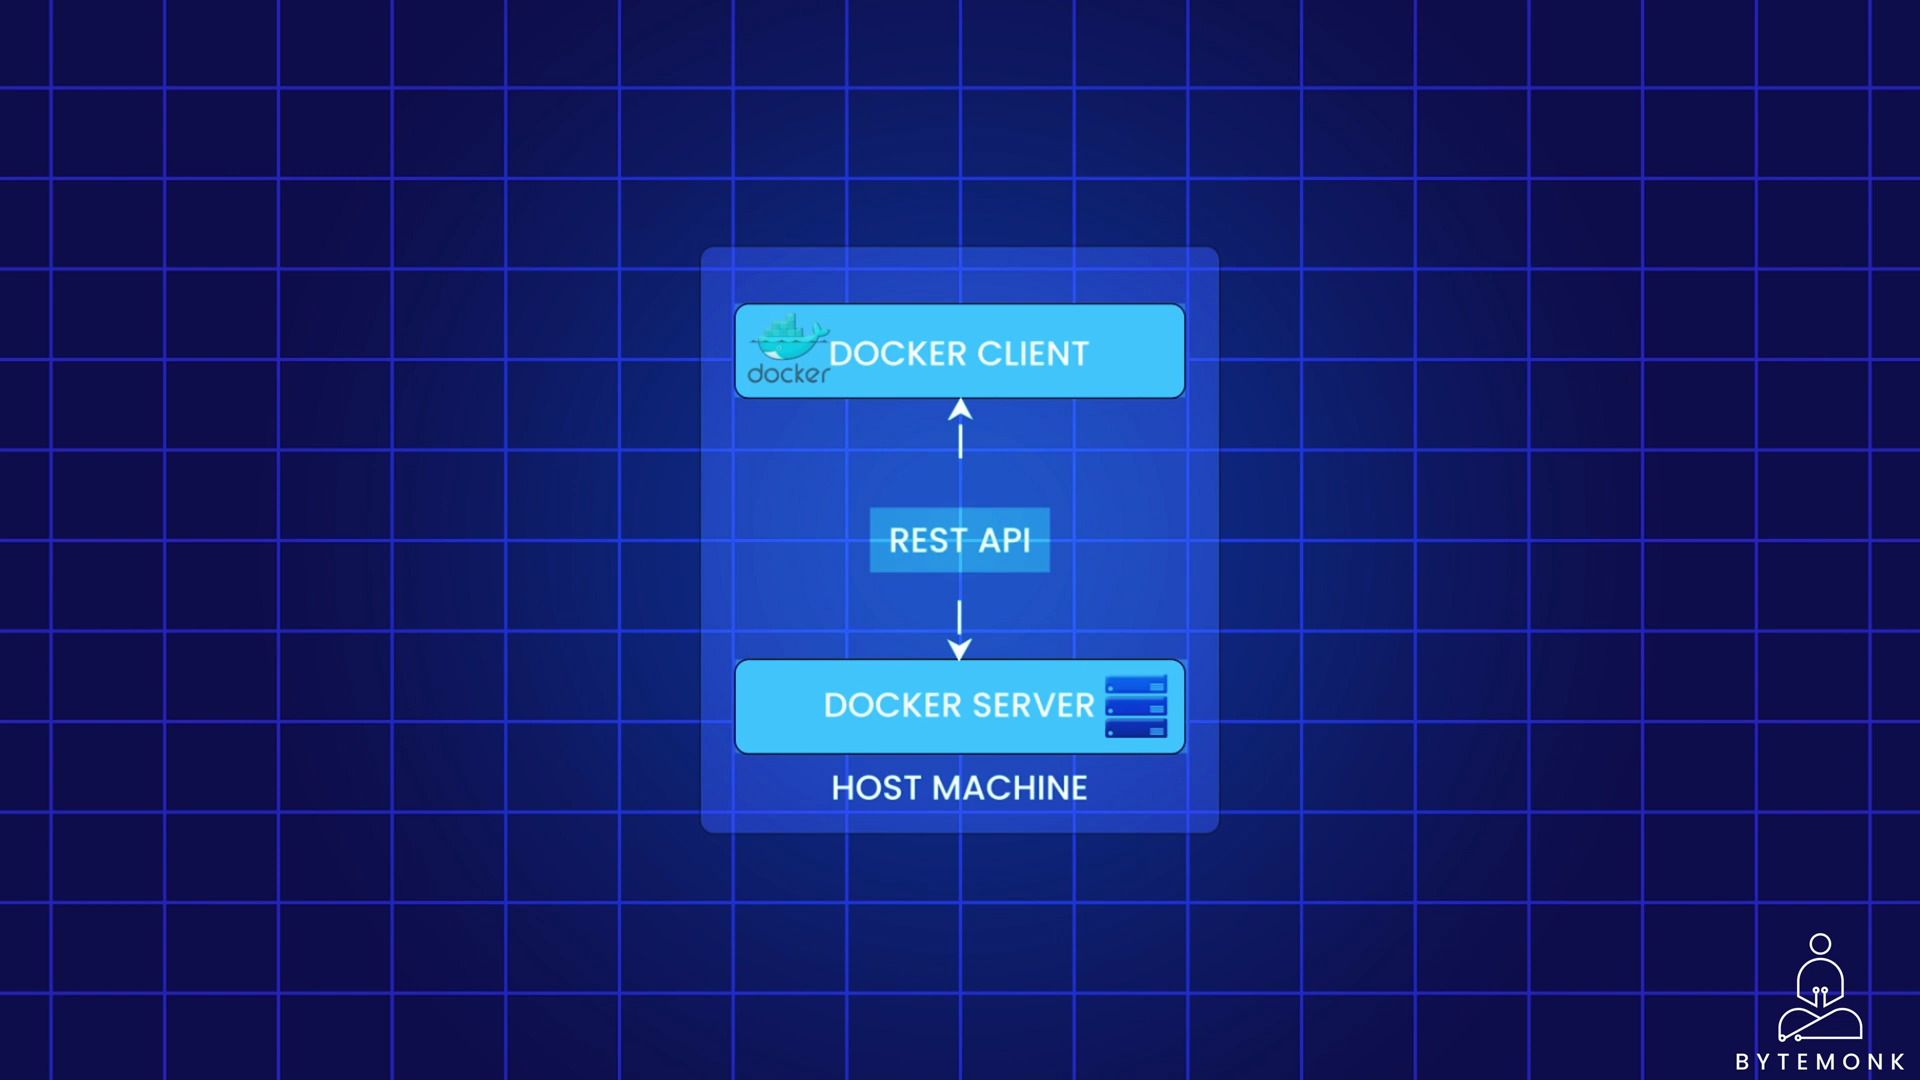 docker
DOCKER CLIENT
REST API
DOCKER SERVER
HOST MACHINE
BYTEMONK